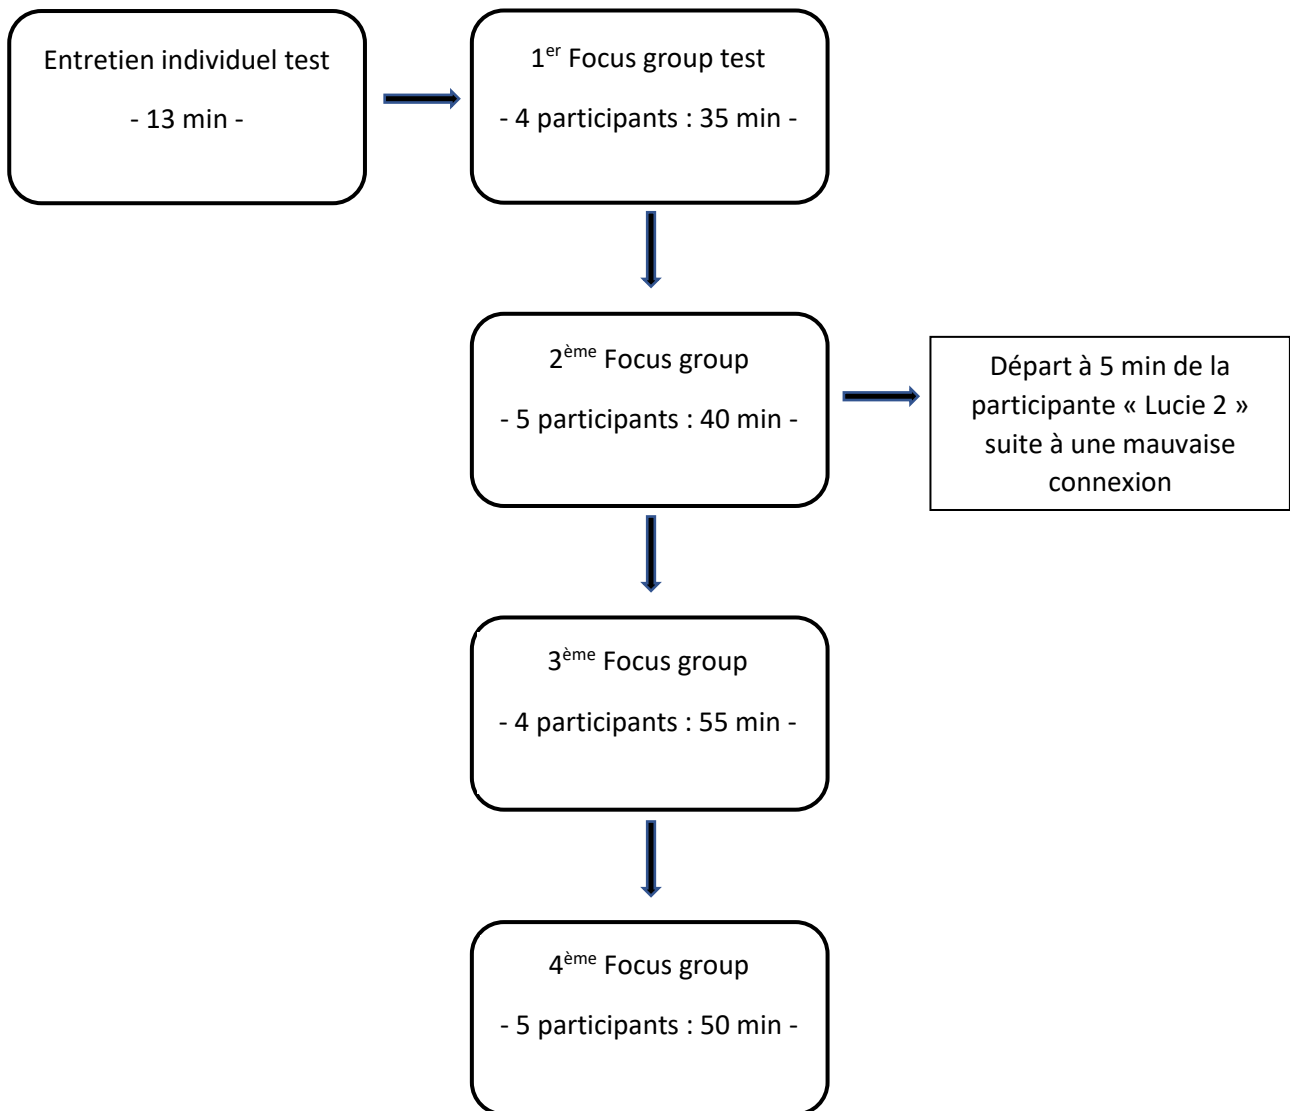 Entretien individuel test
- 13 min -
1er Focus group test
- 4 participants : 35 min -
2ème Focus group
- 5 participants : 40 min -
Départ à 5 min de la
participante « Lucie 2 »
suite à une mauvaise
connexion
3ème Focus group
- 4 participants : 55 min -
4ème Focus group
- 5 participants : 50 min -